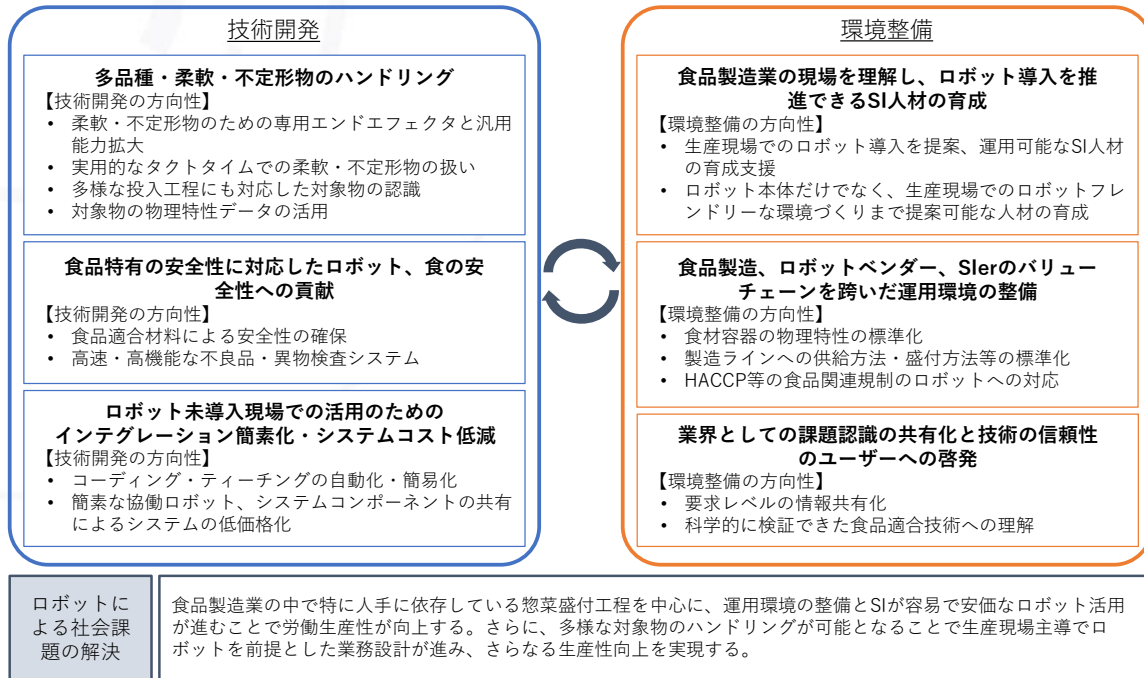 技術開発
多品種・柔軟・不定形物のハンドリング
【技術開発の方向性】
• 柔軟・不定形物のための専用エンドエフェクタと汎用
能力拡大
• 実用的なタクトタイムでの柔軟・不定形物の扱い
• 多様な投入工程にも対応した対象物の認識
• 対象物の物理特性データの活用
食品特有の安全性に対応したロボット、食の安
全性への貢献
【技術開発の方向性】
• 食品適合材料による安全性の確保
• 高速・高機能な不良品・異物検査システム
ロボット未導入現場での活用のための
インテグレーション簡素化・システムコスト低減
【技術開発の方向性】
• コーディング・ティーチングの自動化・簡易化
• 簡素な協働ロボット、システムコンポーネントの共有
によるシステムの低価格化
環境整備
食品製造業の現場を理解し、ロボット導入を推
進できるSI人材の育成
【環境整備の方向性】
• 生産現場でのロボット導入を提案、運用可能なSI人材
の育成支援
• ロボット本体だけでなく、生産現場でのロボットフレ
ンドリーな環境づくりまで提案可能な人材の育成
食品製造、ロボットベンダー、SIerのバリュー
チェーンを跨いだ運用環境の整備
【環境整備の方向性】
• 食材容器の物理特性の標準化
• 製造ラインへの供給方法・盛付方法等の標準化
• HACCP等の食品関連規制のロボットへの対応
業界としての課題認識の共有化と技術の信頼性
のユーザーへの啓発
【環境整備の方向性】
• 要求レベルの情報共有化
• 科学的に検証できた食品適合技術への理解
ロボットに
よる社会課
題の解決
食品製造業の中で特に人手に依存している惣菜盛付工程を中心に、運用環境の整備とSIが容易で安価なロボット活用
が進むことで労働生産性が向上する。さらに、多様な対象物のハンドリングが可能となることで生産現場主導でロ
ボットを前提とした業務設計が進み、さらなる生産性向上を実現する。